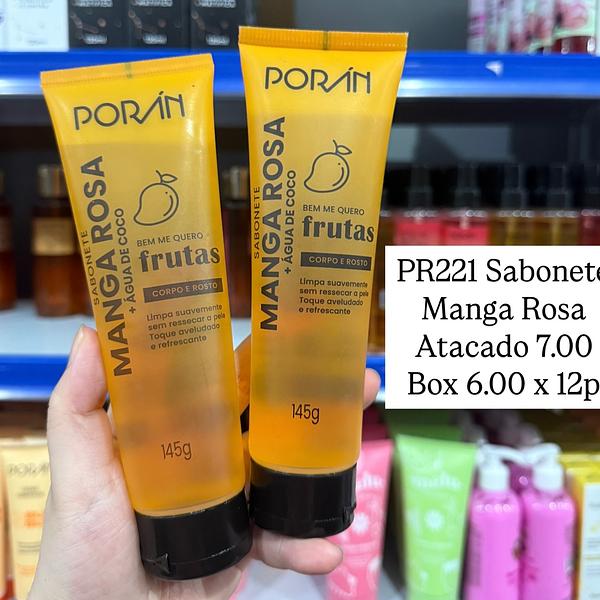 PORÁN
SABONETE
MANGA ROSA
+ ÁGUA DE COCO
BEM ME QUERO
frutas
CORPO E ROSTO
Limpa suavemente
sem ressecar a pele
Toque aveludado
e refrescante
145g
PORÁN
SABONETE
MANGA ROSA
+ ÁGUA DE COCO
BEM ME QUERO
frutas
CORPO E ROSTO
Limpa suavemente
sem ressecar a pele
Toque aveludado
e refrescante
145g
PR221 Sabonete
Manga Rosa
Atacado 7.00
Box 6.00 x 12p